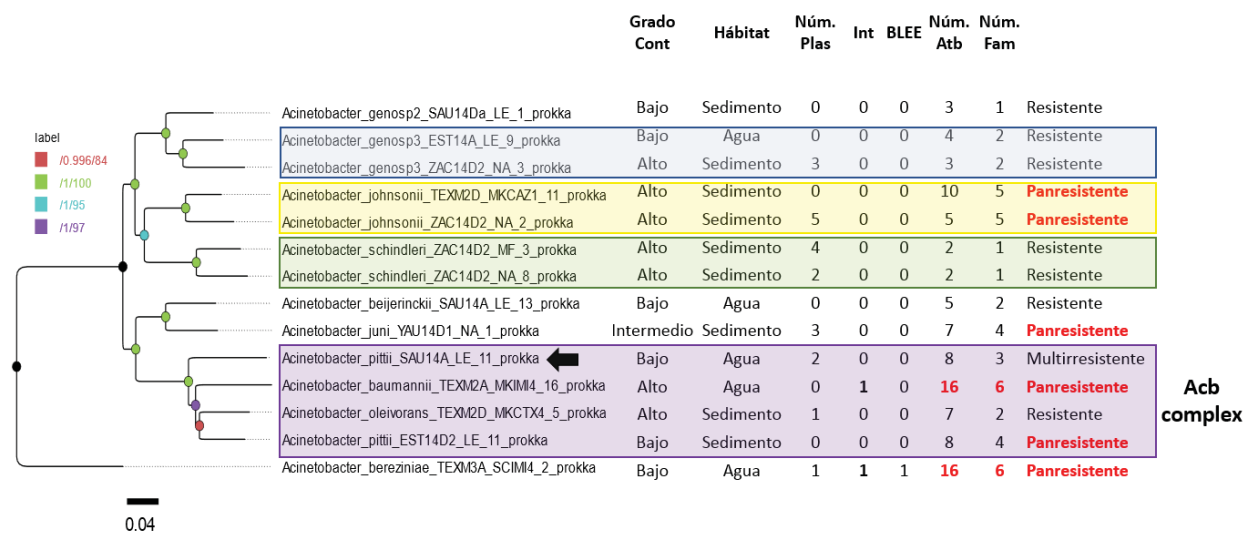 Grado Cont Hábitat Núm. Plas Int BLEE Núm. Atb Núm. Fam
Acinetobacter_genosp2_SAU14Da_LE_1_prokka Bajo Sedimento 0 0 0 3 1 Resistente
label
/0.996/84
/1/100
/1/95
/1/97
Acinetobacter_genosp3_EST14A_LE_9_prokka Bajo Agua 0 0 0 4 2 Resistente
Acinetobacter_genosp3_ZAC14D2_NA_3_prokka Alto Sedimento 3 0 0 3 2 Resistente
Acinetobacter_johnsonii_TEXM2D_MKCAZ1_11_prokka Alto Sedimento 0 0 0 10 5 Panresistente
Acinetobacter_johnsonii_ZAC14D2_NA_2_prokka Alto Sedimento 5 0 0 5 5 Panresistente
Acinetobacter_schindleri_ZAC14D2_MF_3_prokka Alto Sedimento 4 0 0 2 1 Resistente
Acinetobacter_schindleri_ZAC14D2_NA_8_prokka Alto Sedimento 2 0 0 2 1 Resistente
Acinetobacter_beijerinckii_SAU14A_LE_13_prokka Bajo Agua 0 0 0 5 2 Resistente
Acinetobacter_juni_YAU14D1_NA_1_prokka Intermedio Sedimento 3 0 0 7 4 Panresistente
Acinetobacter_pittii_SAU14A_LE_11_prokka Bajo Agua 2 0 0 8 3 Multirresistente
Acinetobacter_baumannii_TEXM2A_MKIMI4_16_prokka Alto Agua 0 1 0 16 6 Panresistente
Acinetobacter_oleivorans_TEXM2D_MKCTX4_5_prokka Alto Sedimento 1 0 0 7 2 Resistente
Acinetobacter_pittii_EST14D2_LE_11_prokka Bajo Sedimento 0 0 0 8 4 Panresistente
Acinetobacter_bereziniae_TEXM3A_SCIMI4_2_prokka Bajo Agua 1 1 1 16 6 Panresistente
Acb
complex
0.04